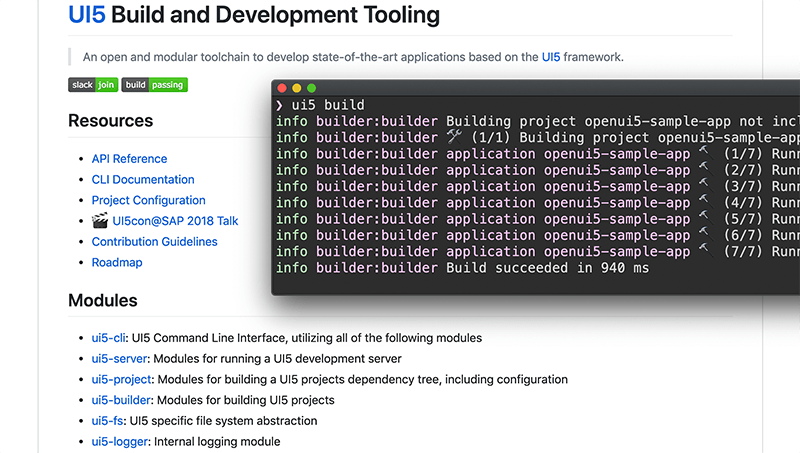 UI5 Build and Development Tooling
An open and modular toolchain to develop state-of-the-art applications based on the UI5 framework.
slack join build passing
Resources
API Reference
CLI Documentation
Project Configuration
UI5con@SAP 2018 Talk
Contribution Guidelines
Roadmap
❯ ui5 build
info builder:builder Building project openui5-sample-app not
info builder:builder 🛠 (1/1) Building project openui5-sample-app
info builder:builder application openui5-sample-app 🔨 (1/7)
info builder:builder application openui5-sample-app 🔨 (2/7)
info builder:builder application openui5-sample-app 🔨 (3/7)
info builder:builder application openui5-sample-app 🔨 (4/7)
info builder:builder application openui5-sample-app 🔨 (5/7)
info builder:builder application openui5-sample-app 🔨 (6/7)
info builder:builder application openui5-sample-app 🔨 (7/7)
info builder:builder Build succeeded in 940 ms
Modules
ui5-cli: UI5 Command Line Interface, utilizing all of the following modules
ui5-server: Modules for running a UI5 development server
ui5-project: Modules for building a UI5 projects dependency tree, including configuration
ui5-builder: Modules for building UI5 projects
ui5-fs: UI5 specific file system abstraction
ui5-logger: Internal logging module